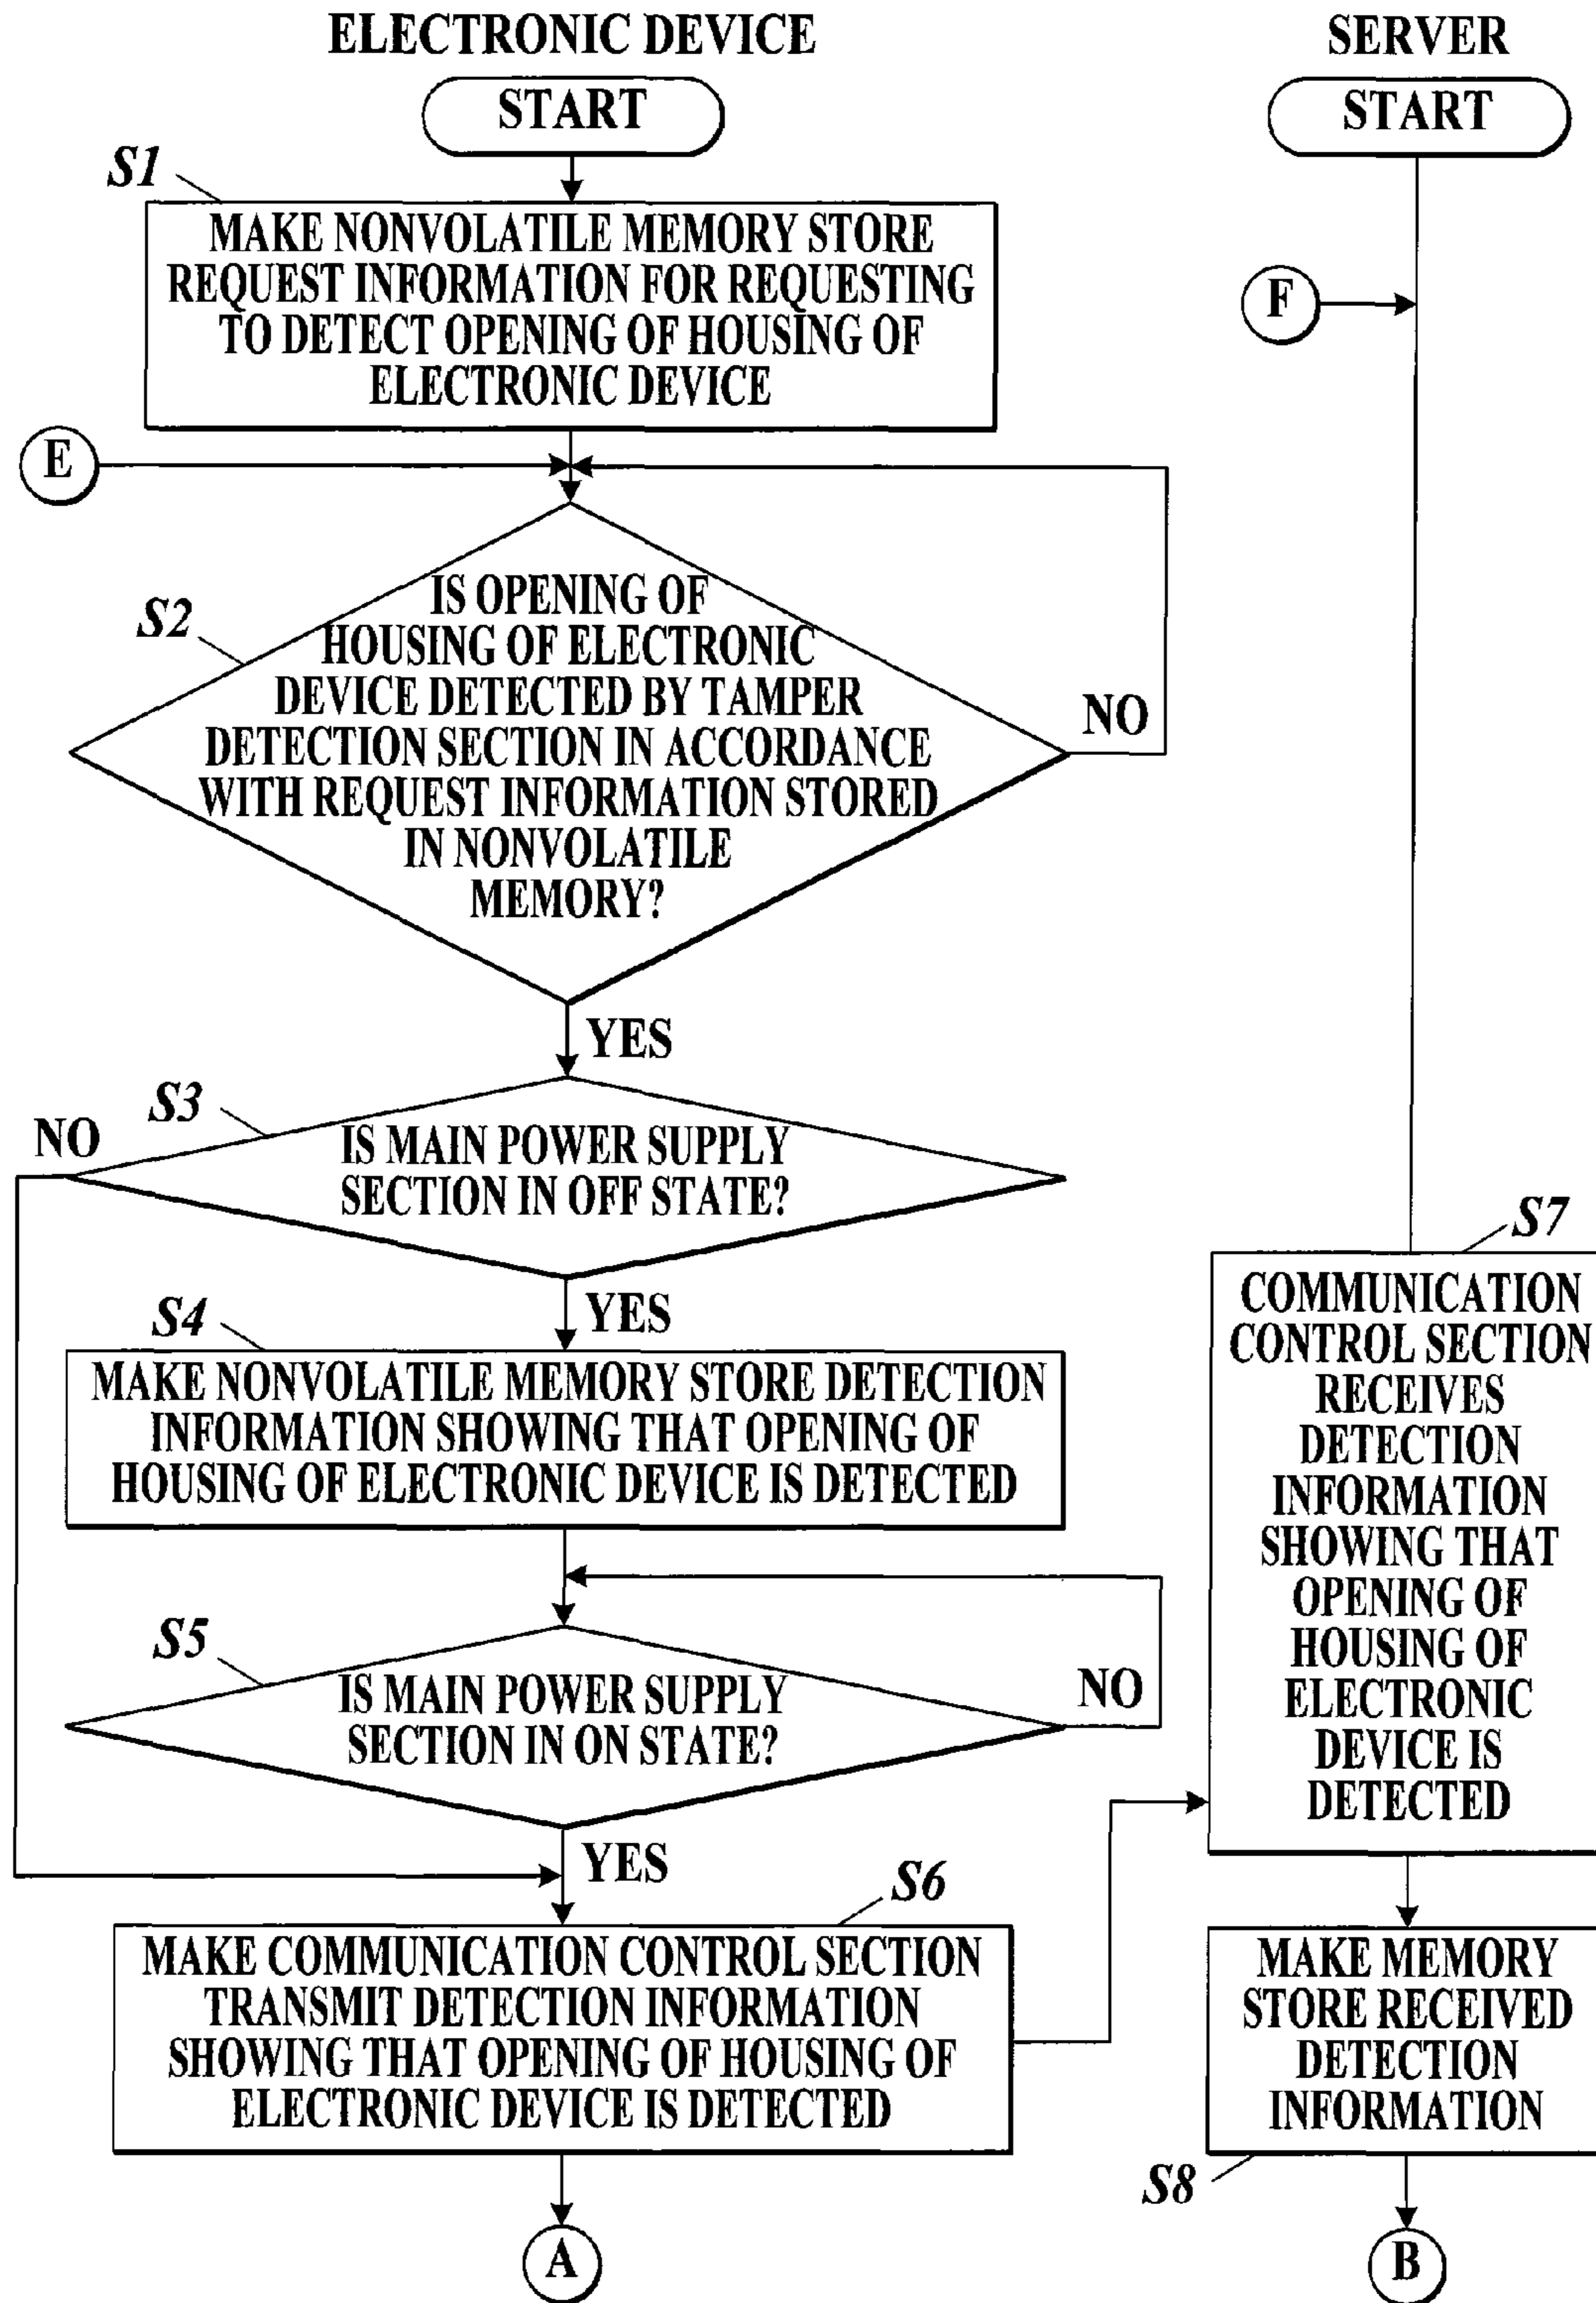 ELECTRONIC DEVICE
START
S1
MAKE NONVOLATILE MEMORY STORE
REQUEST INFORMATION FOR REQUESTING
TO DETECT OPENING OF HOUSING OF
ELECTRONIC DEVICE
E
S2
IS OPENING OF
HOUSING OF ELECTRONIC
DEVICE DETECTED BY TAMPER
DETECTION SECTION IN ACCORDANCE
WITH REQUEST INFORMATION STORED
IN NONVOLATILE
MEMORY?
NO
YES
S3
NO
IS MAIN POWER SUPPLY
SECTION IN OFF STATE?
YES
S4
MAKE NONVOLATILE MEMORY STORE DETECTION
INFORMATION SHOWING THAT OPENING OF
HOUSING OF ELECTRONIC DEVICE IS DETECTED
S5
IS MAIN POWER SUPPLY
SECTION IN ON STATE?
NO
YES
S6
MAKE COMMUNICATION CONTROL SECTION
TRANSMIT DETECTION INFORMATION
SHOWING THAT OPENING OF HOUSING OF
ELECTRONIC DEVICE IS DETECTED
A
SERVER
START
F
S7
COMMUNICATION
CONTROL SECTION
RECEIVES
DETECTION
INFORMATION
SHOWING THAT
OPENING OF
HOUSING OF
ELECTRONIC
DEVICE IS
DETECTED
MAKE MEMORY
STORE RECEIVED
DETECTION
INFORMATION
S8
B